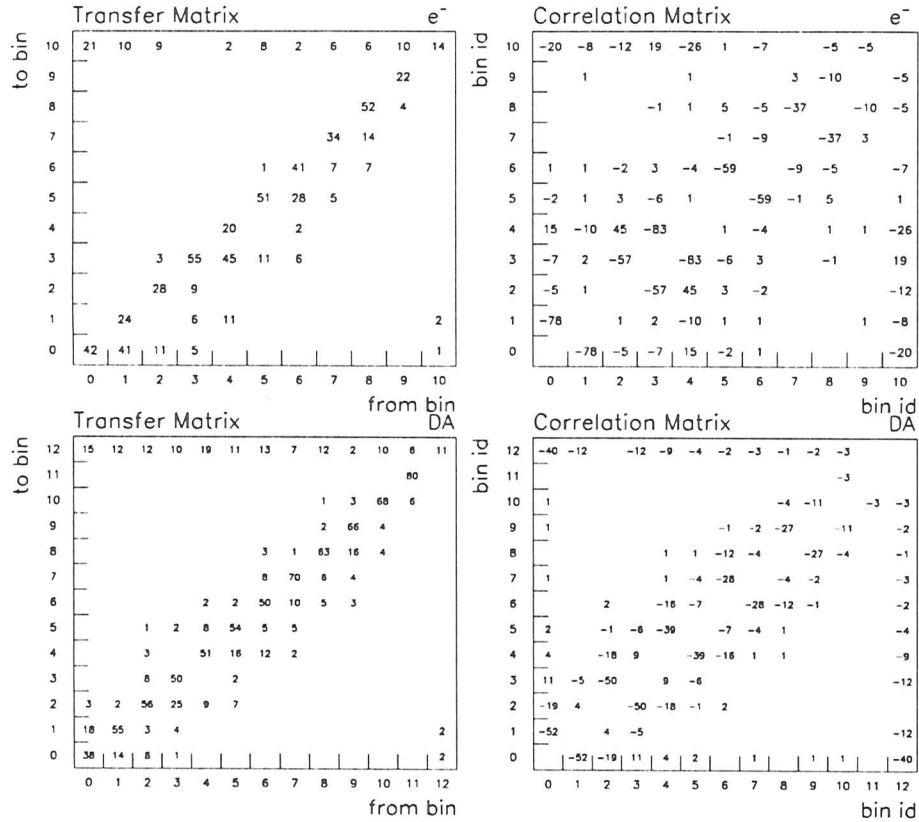 Transfer Matrix e⁻
to bin
10 21 10 9 2 8 2 6 6 10 14
9 22
8 52 4
7 34 14
6 1 41 7 7
5 51 28 5
4 20 2
3 3 55 45 11 6
2 28 9
1 24 6 11 2
0 42 41 11 5 1
0 1 2 3 4 5 6 7 8 9 10
from bin
Correlation Matrix e⁻
bin id
10 -20 -8 -12 19 -26 1 -7 -5 -5
9 1 1 3 -10 -5
8 -1 1 5 -5 -37 -10 -5
7 -1 -9 -37 3
6 1 1 -2 3 -4 -59 -9 -5 -7
5 -2 1 3 -6 1 -59 -1 5 1
4 15 -10 45 -83 1 -4 1 1 -26
3 -7 2 -57 -83 -6 3 -1 19
2 -5 1 -57 45 3 -2 -12
1 -78 1 2 -10 1 1 1 -8
0 -78 -5 -7 15 -2 1 -20
0 1 2 3 4 5 6 7 8 9 10
bin id
Transfer Matrix DA
to bin
12 15 12 12 10 19 11 13 7 12 2 10 6 11
11 80
10 1 3 68 6
9 2 66 4
8 3 1 63 16 4
7 8 70 6 4
6 2 2 50 10 5 3
5 1 2 8 54 5 5
4 3 51 16 12 2
3 8 50 2
2 3 2 56 25 9 7
1 18 55 3 4 2
0 38 14 8 1 2
0 1 2 3 4 5 6 7 8 9 10 11 12
from bin
Correlation Matrix DA
bin id
12 -40 -12 -12 -9 -4 -2 -3 -1 -2 -3
11 -3
10 1 -4 -11 -3 -3
9 1 -1 -2 -27 -11 -2
8 1 1 -12 -4 -27 -4 -1
7 1 1 -4 -28 -4 -2 -3
6 2 -16 -7 -28 -12 -1 -2
5 2 -1 -6 -39 -7 -4 1 -4
4 4 -18 9 -39 -16 1 1 -9
3 11 -5 -50 9 -6 -12
2 -19 4 -50 -18 -1 2
1 -52 4 -5 -12
0 -52 -19 11 4 2 1 1 1 -40
0 1 2 3 4 5 6 7 8 9 10 11 12
bin id